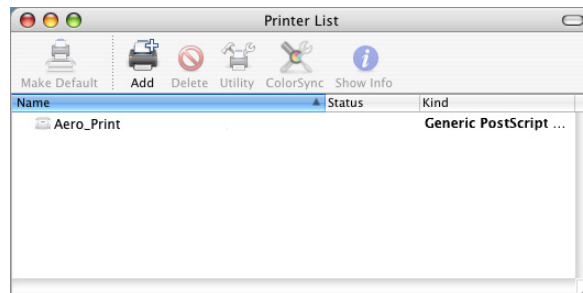 Printer List
Make Default Add Delete Utility ColorSync Show Info
Name Status Kind
Aero_Print Generic PostScript ...